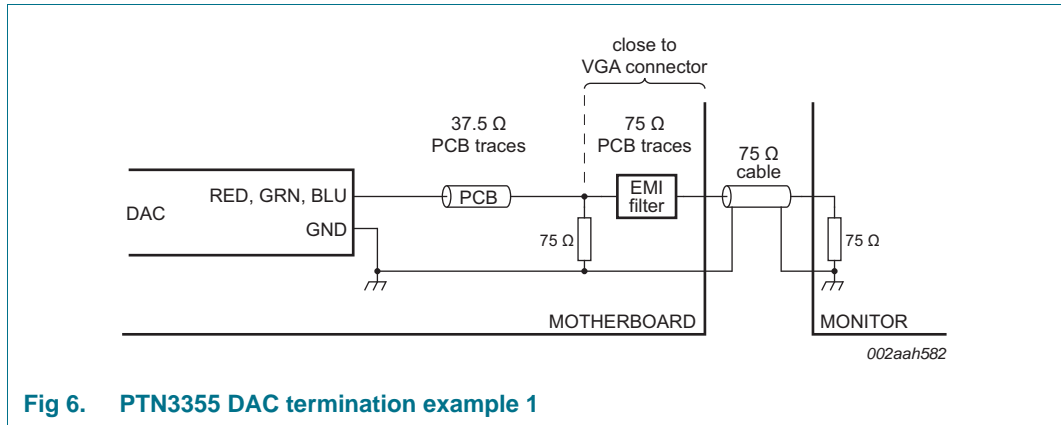 close to
VGA connector
37.5 Ω
PCB traces
75 Ω
PCB traces
75 Ω
cable
RED, GRN, BLU
PCB
EMI
filter
DAC
GND
75 Ω
75 Ω
MOTHERBOARD
MONITOR
002aah582
Fig 6. PTN3355 DAC termination example 1